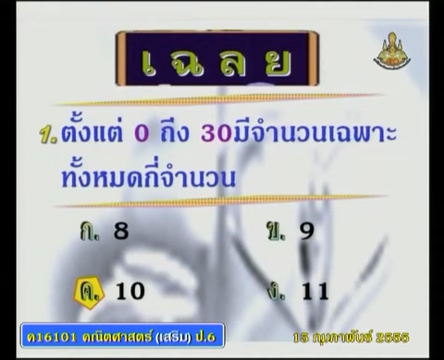 เฉลย
1. ตั้งแต่ 0 ถึง 30มีจำนวนเฉพาะ
ทั้งหมดกี่จำนวน
ก. 8 ข. 9
ค. 10 ง. 11
ค16101 คณิตศาสตร์ (เสริม) ป.6 15 กุมภาพันธ์ 2555